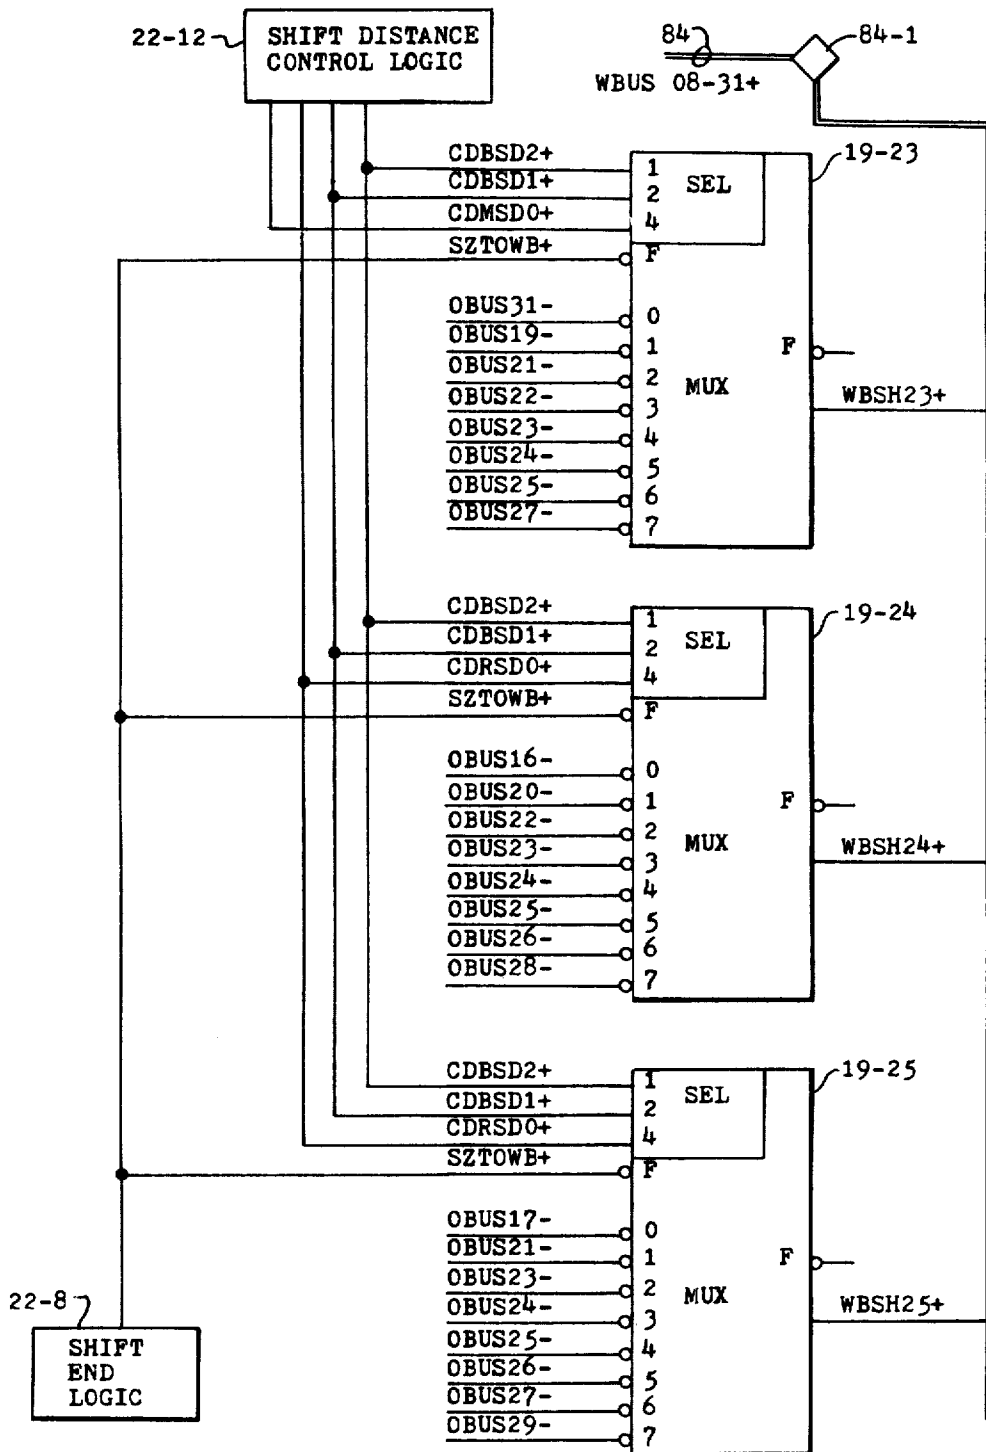 22-12
SHIFT DISTANCE
CONTROL LOGIC
84
84-1
WBUS 08-31+
19-23
CDBSD2+
CDBSD1+
CDMSD0+
SZTOWB+
1
2
4
F
SEL
OBUS31-
OBUS19-
OBUS21-
OBUS22-
OBUS23-
OBUS24-
OBUS25-
OBUS27-
0
1
2
3
4
5
6
7
MUX
F
WBSH23+
19-24
CDBSD2+
CDBSD1+
CDRSD0+
SZTOWB+
1
2
4
F
SEL
OBUS16-
OBUS20-
OBUS22-
OBUS23-
OBUS24-
OBUS25-
OBUS26-
OBUS28-
0
1
2
3
4
5
6
7
MUX
F
WBSH24+
19-25
CDBSD2+
CDBSD1+
CDRSD0+
SZTOWB+
1
2
4
F
SEL
OBUS17-
OBUS21-
OBUS23-
OBUS24-
OBUS25-
OBUS26-
OBUS27-
OBUS29-
0
1
2
3
4
5
6
7
MUX
F
WBSH25+
22-8
SHIFT
END
LOGIC